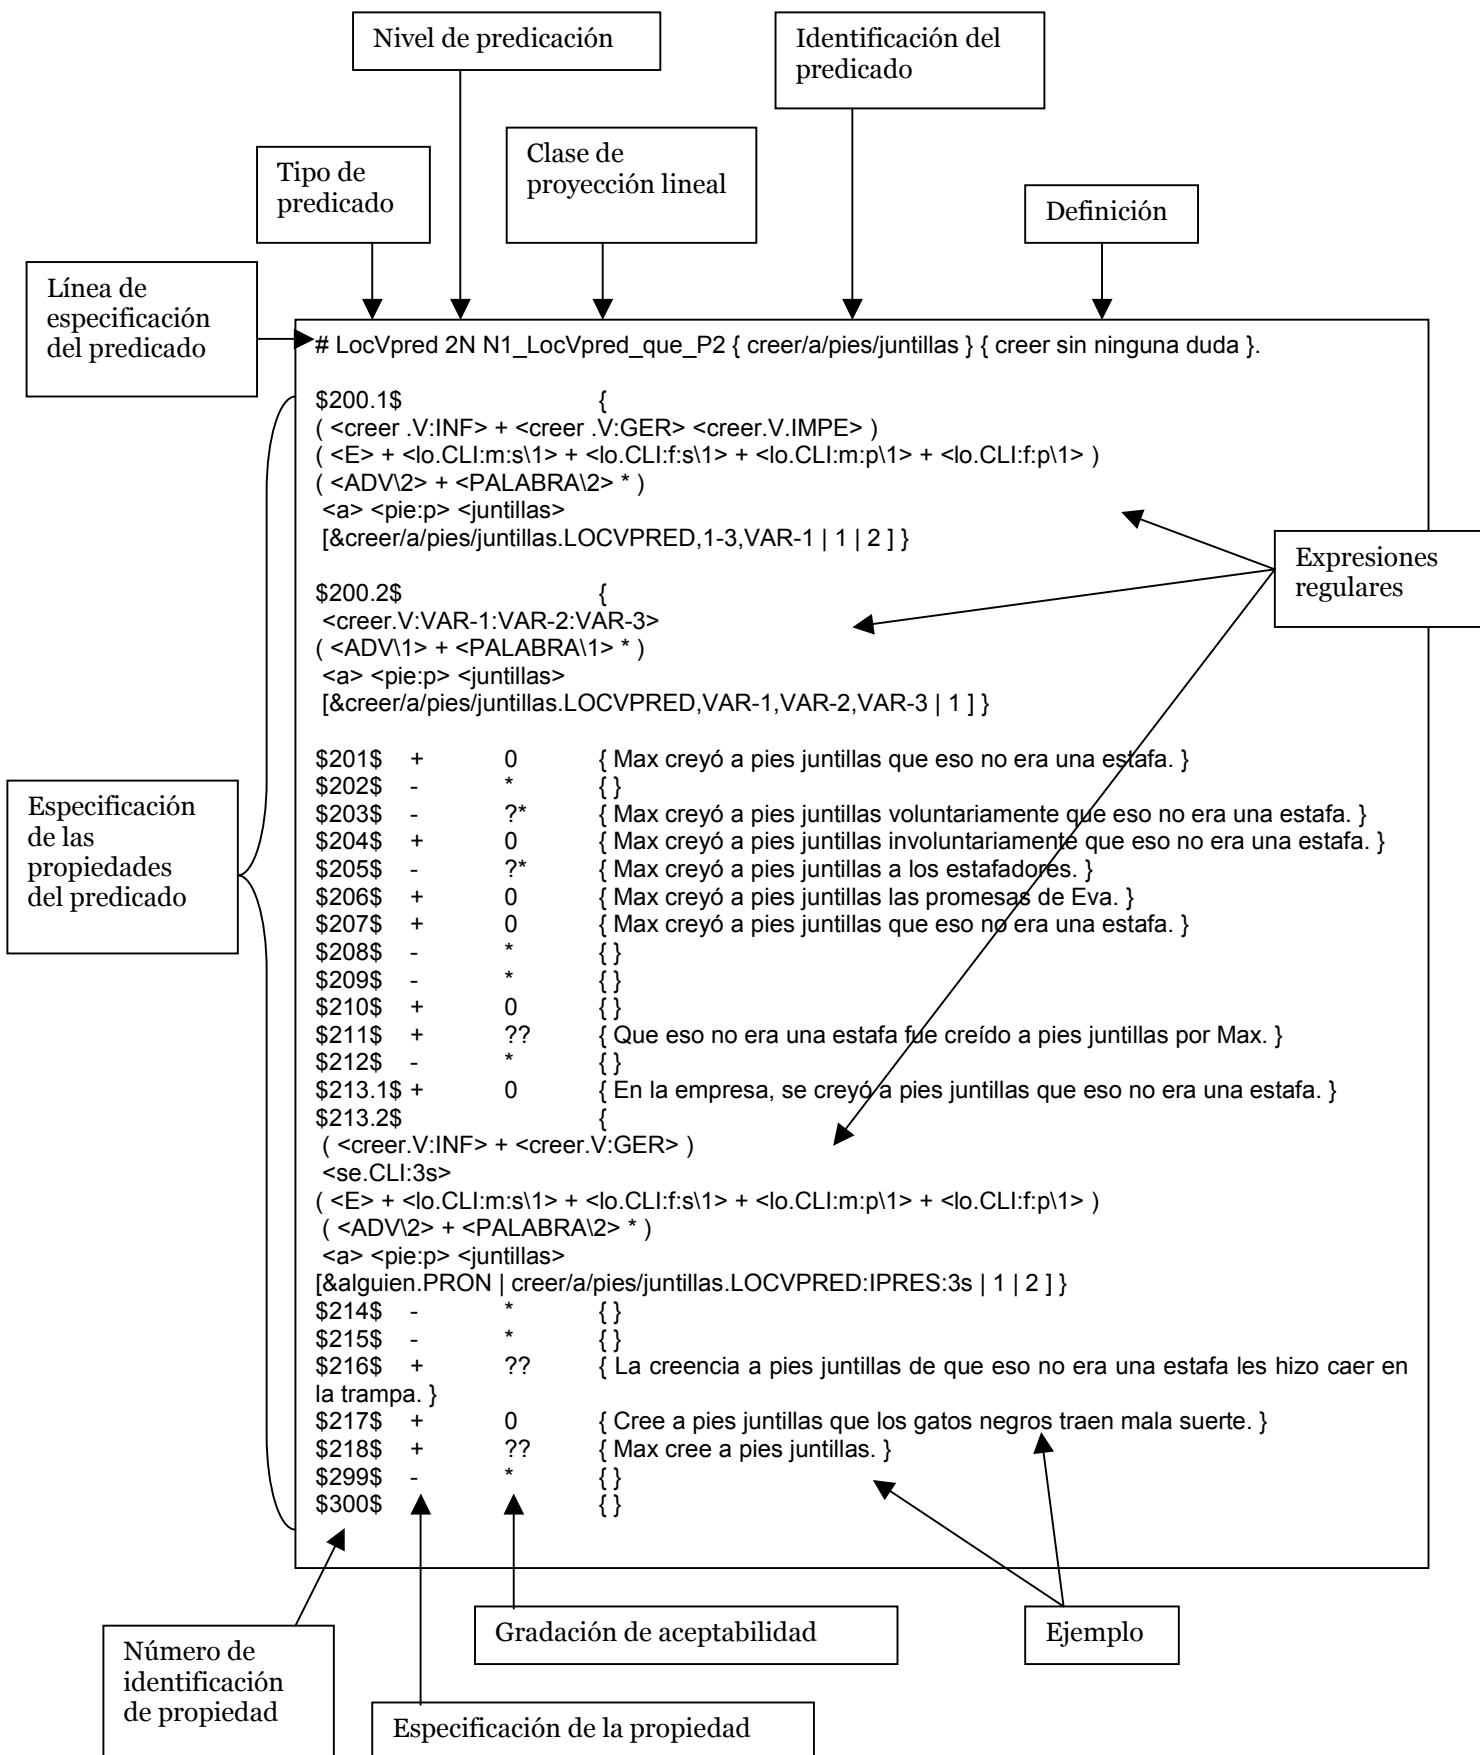 Nivel de predicación
Identificación del
predicado
Tipo de
predicado
Clase de
proyección lineal
Definición
Línea de
especificación
del predicado
# LocVpred 2N N1_LocVpred_que_P2 { creer/a/pies/juntillas } { creer sin ninguna duda }.
$200.1$ {
( <creer .V:INF> + <creer .V:GER> <creer.V.IMPE> )
( <E> + <lo.CLI:m:s\1> + <lo.CLI:f:s\1> + <lo.CLI:m:p\1> + <lo.CLI:f:p\1> )
( <ADV\2> + <PALABRA\2> * )
<a> <pie:p> <juntillas>
[&creer/a/pies/juntillas.LOCVPRED,1-3,VAR-1 | 1 | 2 ] }
Expresiones
regulares
$200.2$ {
<creer.V:VAR-1:VAR-2:VAR-3>
( <ADV\1> + <PALABRA\1> * )
<a> <pie:p> <juntillas>
[&creer/a/pies/juntillas.LOCVPRED,VAR-1,VAR-2,VAR-3 | 1 ] }
Especificación
de las
propiedades
del predicado
$201$ + 0 { Max creyó a pies juntillas que eso no era una estafa. }
$202$ - * { }
$203$ - ?* { Max creyó a pies juntillas voluntariamente que eso no era una estafa. }
$204$ + 0 { Max creyó a pies juntillas involuntariamente que eso no era una estafa. }
$205$ - ?* { Max creyó a pies juntillas a los estafadores. }
$206$ + 0 { Max creyó a pies juntillas las promesas de Eva. }
$207$ + 0 { Max creyó a pies juntillas que eso no era una estafa. }
$208$ - * { }
$209$ - * { }
$210$ + 0 { }
$211$ + ?? { Que eso no era una estafa fue creído a pies juntillas por Max. }
$212$ - * { }
$213.1$ + 0 { En la empresa, se creyó a pies juntillas que eso no era una estafa. }
$213.2$ {
( <creer.V:INF> + <creer.V:GER> )
<se.CLI:3s>
( <E> + <lo.CLI:m:s\1> + <lo.CLI:f:s\1> + <lo.CLI:m:p\1> + <lo.CLI:f:p\1> )
( <ADV\2> + <PALABRA\2> * )
<a> <pie:p> <juntillas>
[&alguien.PRON | creer/a/pies/juntillas.LOCVPRED:IPRES:3s | 1 | 2 ] }
$214$ - * { }
$215$ - * { }
$216$ + ?? { La creencia a pies juntillas de que eso no era una estafa les hizo caer en
la trampa. }
$217$ + 0 { Cree a pies juntillas que los gatos negros traen mala suerte. }
$218$ + ?? { Max cree a pies juntillas. }
$299$ - * { }
$300$ { }
Número de
identificación
de propiedad
Gradación de aceptabilidad
Ejemplo
Especificación de la propiedad